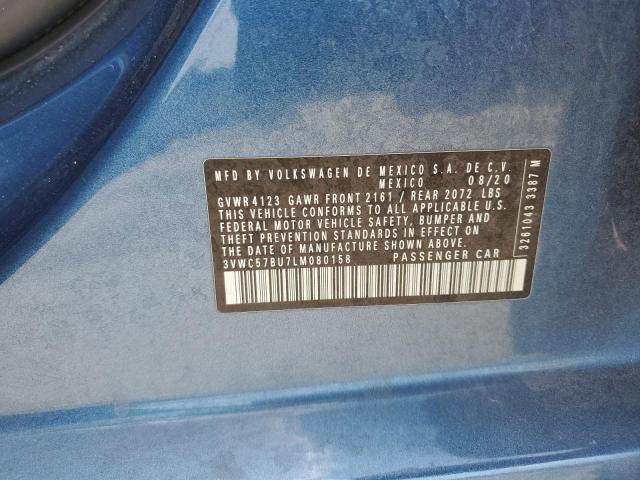 MFD BY VOLKSWAGEN DE MEXICO S.A. DE C.V.
MEXICO 08/20
GVWR4123 GAWR FRONT 2161 / REAR 2072 LBS
THIS VEHICLE CONFORMS TO ALL APPLICABLE U.S.
FEDERAL MOTOR VEHICLE SAFETY, BUMPER AND
THEFT PREVENTION STANDARDS IN EFFECT ON
THE DATE OF MANUFACTURE SHOWN ABOVE.
3VWC57BU7LM080158 PASSENGER CAR
3261043 3387 M